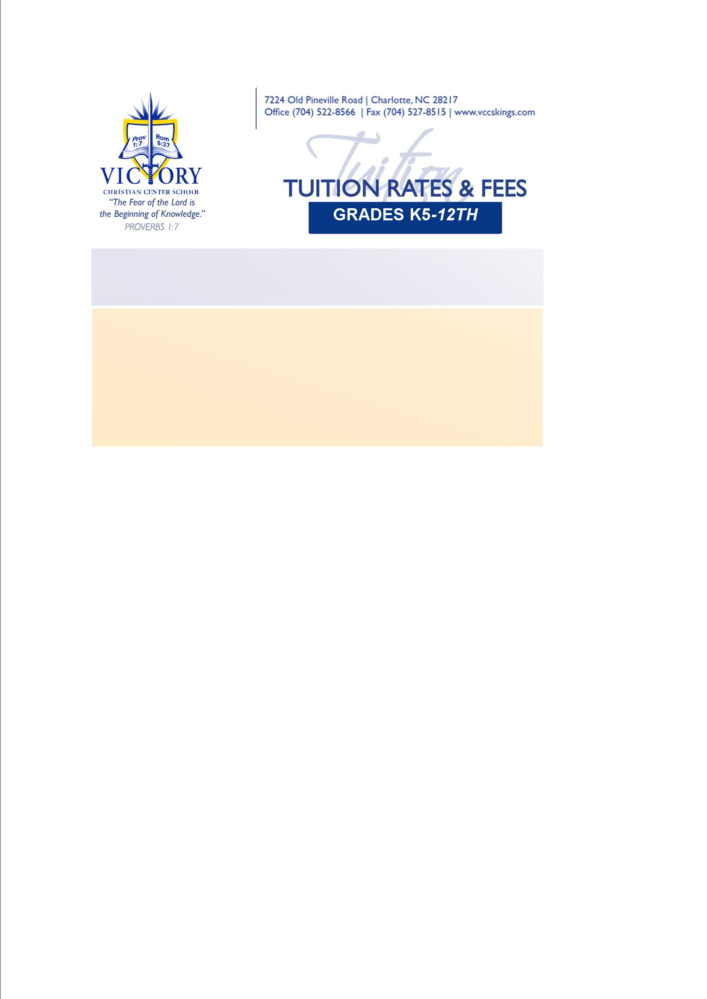 7224 Old Pineville Road | Charlotte, NC 28217
Office (704) 522-8566 | Fax (704) 527-8515 | www.vccskings.com
Prov 1:7
Rom 8:37
VICTORY
CHRISTIAN CENTER SCHOOL
“The Fear of the Lord is
the Beginning of Knowledge.”
PROVERBS 1:7
Tuition
TUITION RATES & FEES
GRADES K5-12TH